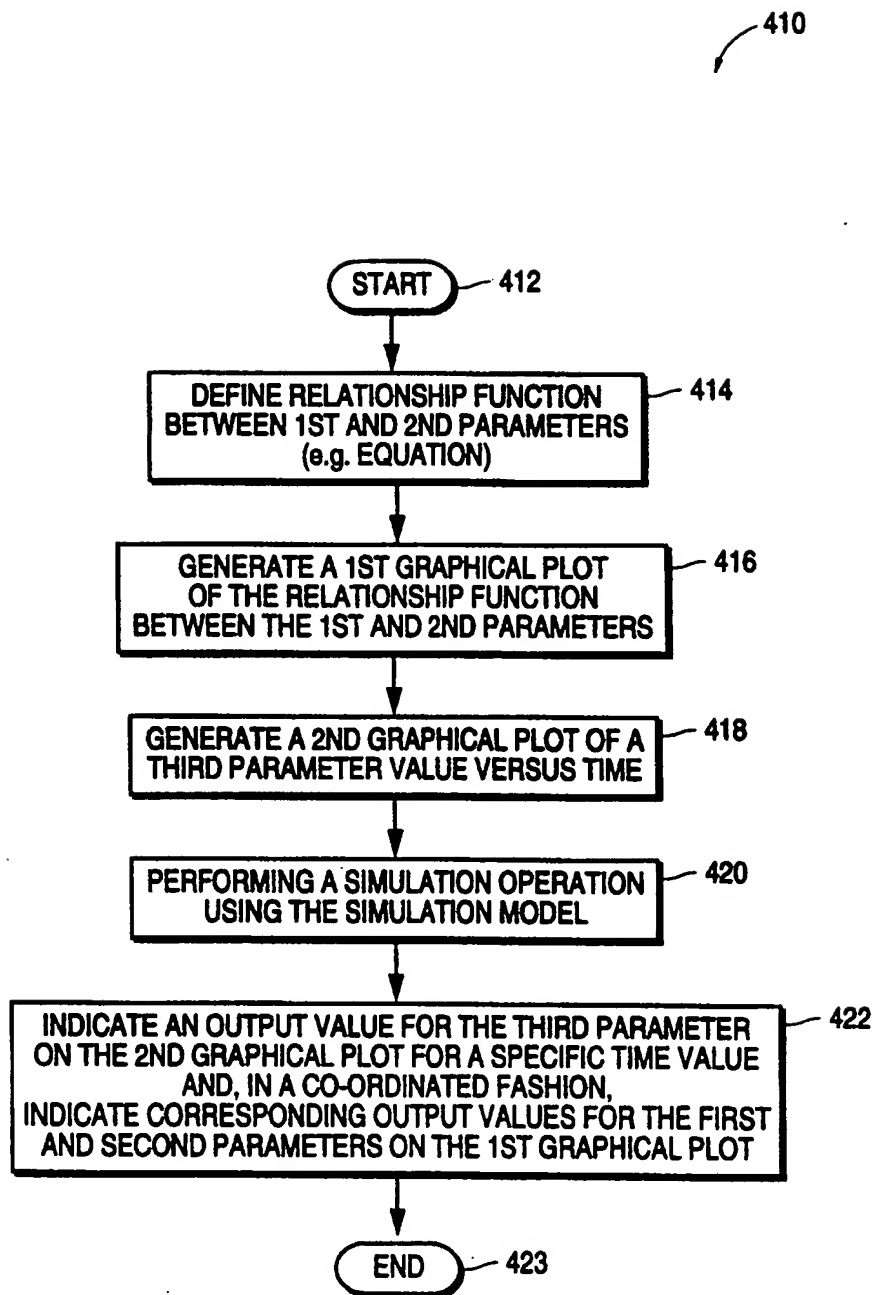 410
START
412
DEFINE RELATIONSHIP FUNCTION
BETWEEN 1ST AND 2ND PARAMETERS
(e.g. EQUATION)
414
GENERATE A 1ST GRAPHICAL PLOT
OF THE RELATIONSHIP FUNCTION
BETWEEN THE 1ST AND 2ND PARAMETERS
416
GENERATE A 2ND GRAPHICAL PLOT OF A
THIRD PARAMETER VALUE VERSUS TIME
418
PERFORMING A SIMULATION OPERATION
USING THE SIMULATION MODEL
420
INDICATE AN OUTPUT VALUE FOR THE THIRD PARAMETER
ON THE 2ND GRAPHICAL PLOT FOR A SPECIFIC TIME VALUE
AND, IN A CO-ORDINATED FASHION,
INDICATE CORRESPONDING OUTPUT VALUES FOR THE FIRST
AND SECOND PARAMETERS ON THE 1ST GRAPHICAL PLOT
422
END
423